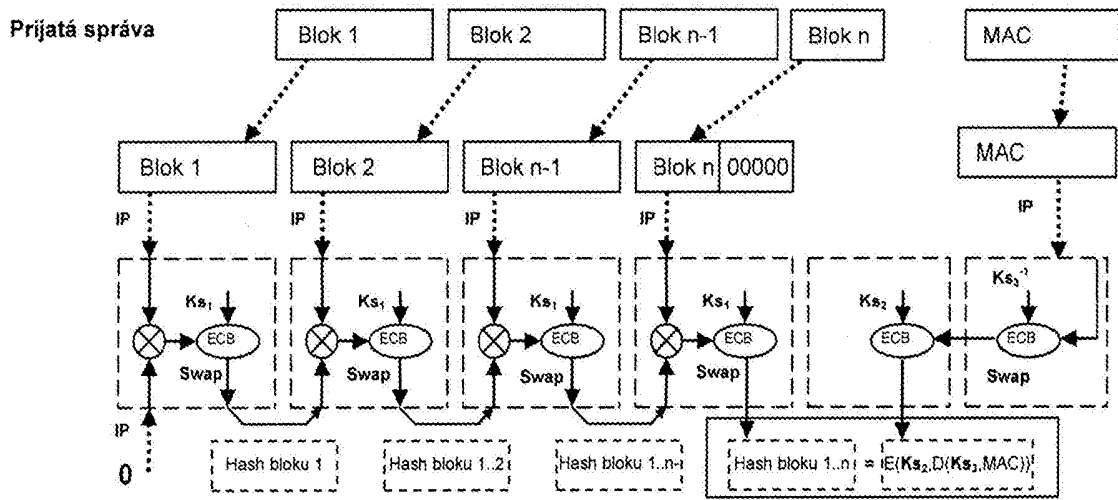 Prijatá správa
Blok 1 Blok 2 Blok n-1 Blok n MAC
Blok 1 Blok 2 Blok n-1 Blok n 00000 MAC
IP IP IP IP IP
Ks1 Ks1 Ks1 Ks1 Ks2 Ks3⁻¹
ECB ECB ECB ECB ECB ECB
Swap Swap Swap Swap Swap
IP
0
Hash bloku 1 Hash bloku 1..2 Hash bloku 1..n- Hash bloku 1..n = E(Ks2,D(Ks3,MAC))